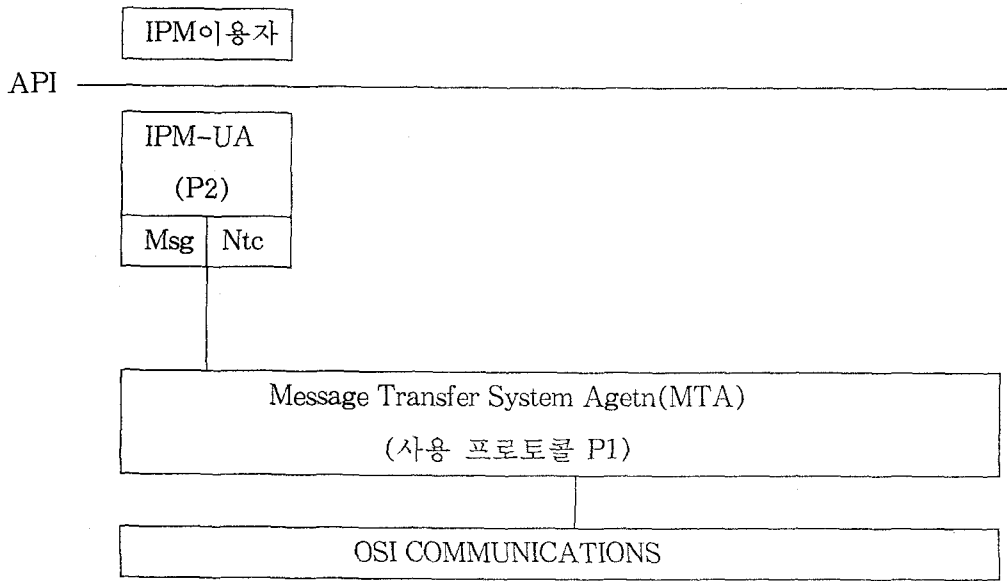 IPM이용자
API
IPM-UA
(P2)
Msg Ntc
Message Transfer System Agetn(MTA)
(사용 프로토콜 P1)
OSI COMMUNICATIONS